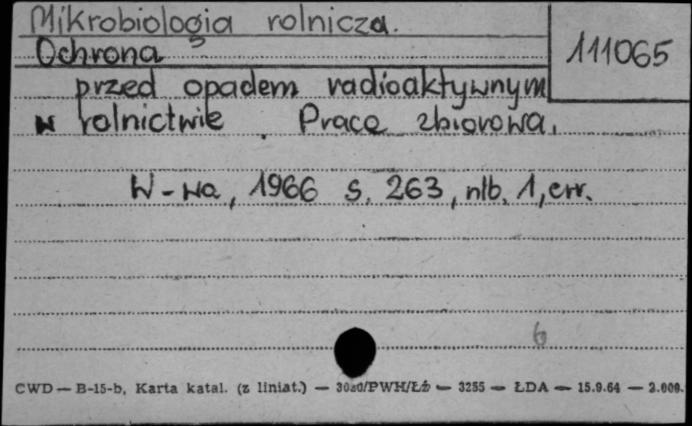 Mikrobiologia rolnicza.
111065
Ochrona
przed opadem radioaktywnym
w rolnictwie. Praca zbiorowa.
W-wa, 1966 s. 263, nlb. 1, err.
6
CWD — B-15-b, Karta katal. (z liniat.) — 3080/PWH/Łź — 3255 — ŁDA — 15.9.64 — 2.000.